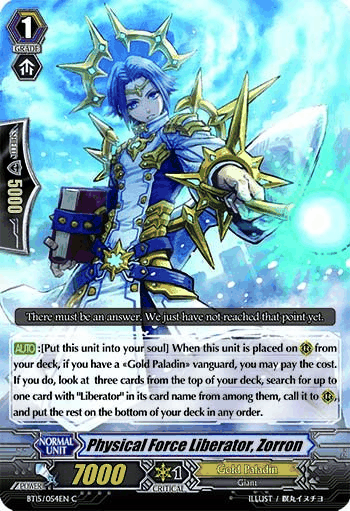 1
GRADE
SHIELD
5000
There must be an answer. We just have not reached that point yet.
AUTO:[Put this unit into your soul] When this unit is placed on from
your deck, if you have a «Gold Paladin» vanguard, you may pay the cost.
If you do, look at three cards from the top of your deck, search for up to
one card with "Liberator" in its card name from among them, call it to ,
and put the rest on the bottom of your deck in any order.
NORMAL
UNIT
Physical Force Liberator, Zorron
POWER
7000
1
CRITICAL
Gold Paladin
Giant
BT15/054EN C
ILLUST / 匈丸イヌチヨ